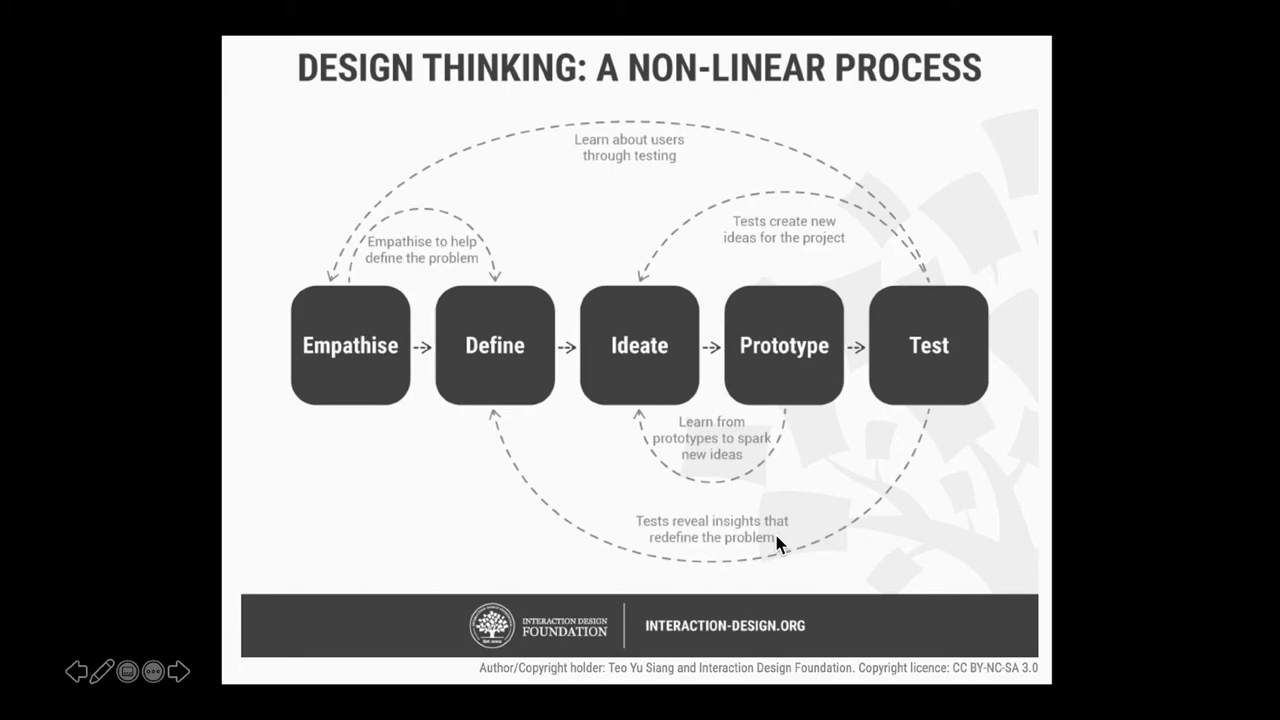 DESIGN THINKING: A NON-LINEAR PROCESS
Learn about users
through testing
Tests create new
ideas for the project
Empathise to help
define the problem
Empathise
Define
Ideate
Prototype
Test
Learn from
prototypes to spark
new ideas
Tests reveal insights that
redefine the problem
INTERACTION DESIGN
FOUNDATION
INTERACTION-DESIGN.ORG
Author/Copyright holder: Teo Yu Siang and Interaction Design Foundation. Copyright licence: CC BY-NC-SA 3.0